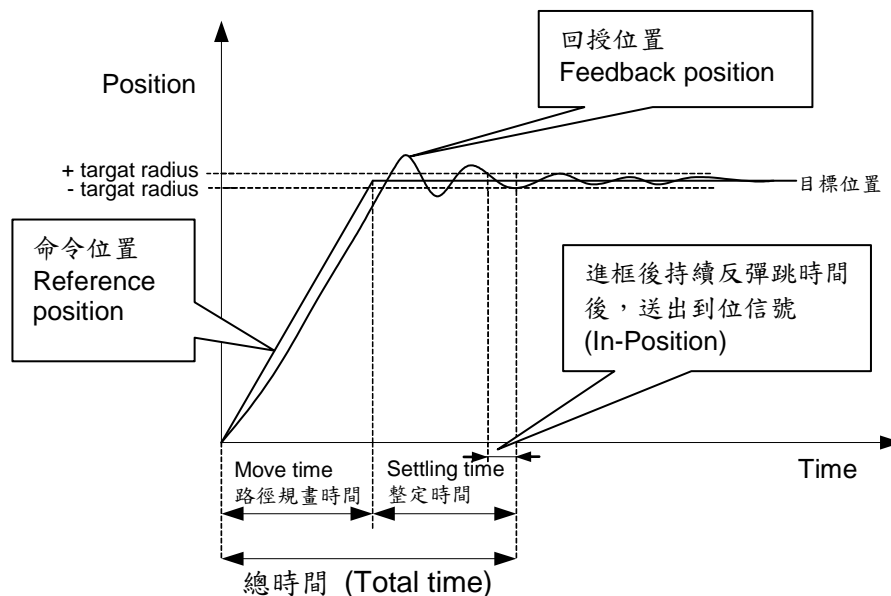 回授位置
Feedback position
Position
+ targat radius
- targat radius
目標位置
命令位置
Reference
position
進框後持續反彈跳時間
後，送出到位信號
(In-Position)
Move time
路徑規畫時間
Settling time
整定時間
Time
總時間 (Total time)